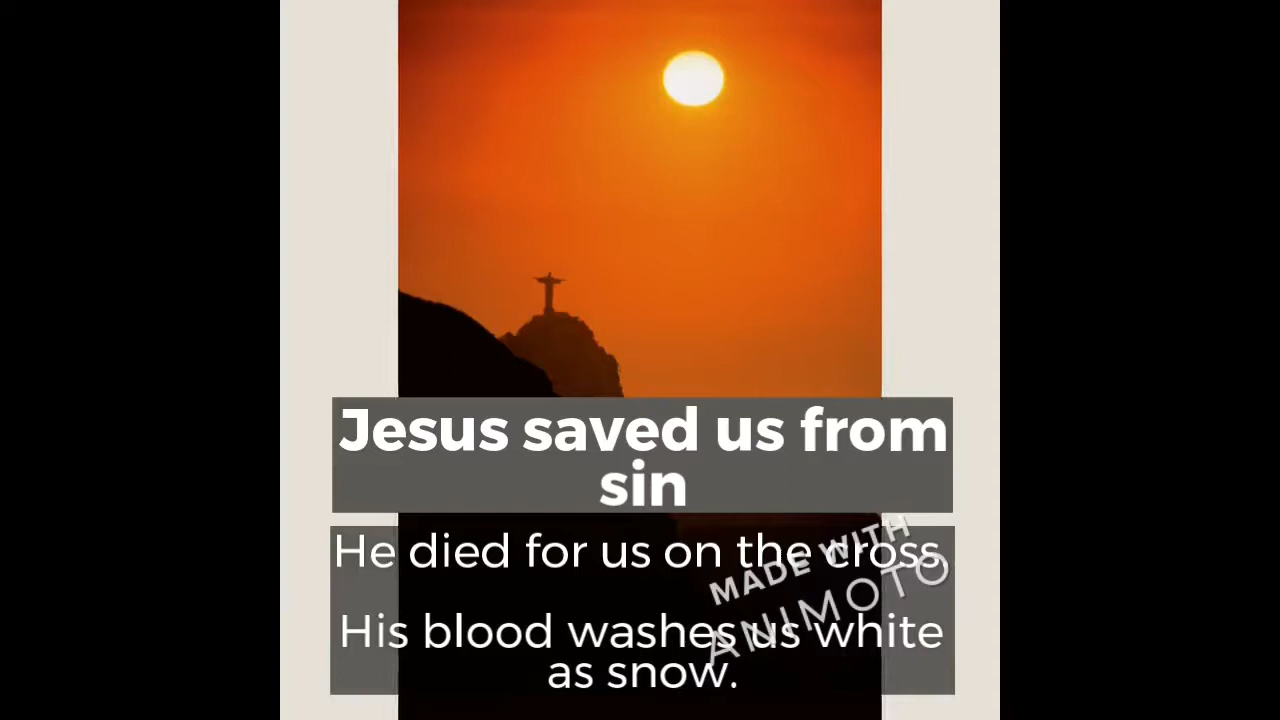 Jesus saved us from
sin
He died for us on the cross
His blood washes us white
as snow.
MADE WITH
ANIMOTO